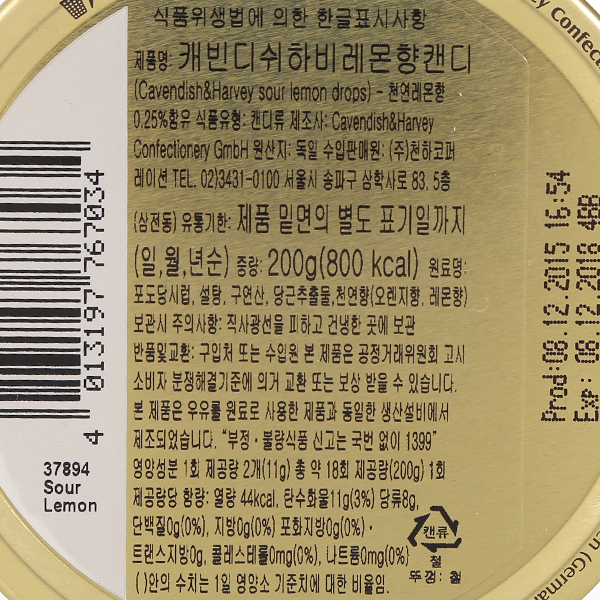 식품위생법에 의한 한글표시사항
제품명: 캐빈디쉬하비레몬향캔디
(Cavendish&Harvey sour lemon drops) - 천연레몬향
0.25%함유 식품유형: 캔디류 제조사: Cavendish&Harvey
Confectionery GmbH 원산지: 독일 수입판매원: (주)천하코퍼
레이션 TEL. 02)3431-0100 서울시 송파구 삼학사로 83, 5층
(삼전동) 유통기한: 제품 밑면의 별도 표기일까지
(일,월,년순) 중량: 200g(800 kcal) 원료명:
포도당시럽, 설탕, 구연산, 당근추출물,천연향(오렌지향, 레몬향)
보관시 주의사항: 직사광선을 피하고 건냉한 곳에 보관
반품및교환: 구입처 또는 수입원 본 제품은 공정거래위원회 고시
소비자 분쟁해결기준에 의거 교환 또는 보상 받을 수 있습니다.
본 제품은 우유를 원료로 사용한 제품과 동일한 생산설비에서
제조되었습니다. "부정·불량식품 신고는 국번 없이 1399"
영양성분 1회 제공량 2개(11g) 총 약 18회 제공량(200g) 1회
제공량당 함량: 열량 44kcal, 탄수화물11g(3%) 당류8g,
단백질0g(0%), 지방0g(0%) 포화지방0g(0%)·
트랜스지방0g, 콜레스테롤0mg(0%), 나트륨0mg(0%)
( )안의 수치는 1일 영양소 기준치에 대한 비율임.
캔류
철
뚜껑: 철
4 013197 767034
37894
Sour
Lemon
Prod:08.12.2015 16:54
Exp: 08.12.2018 466
Confec
(German